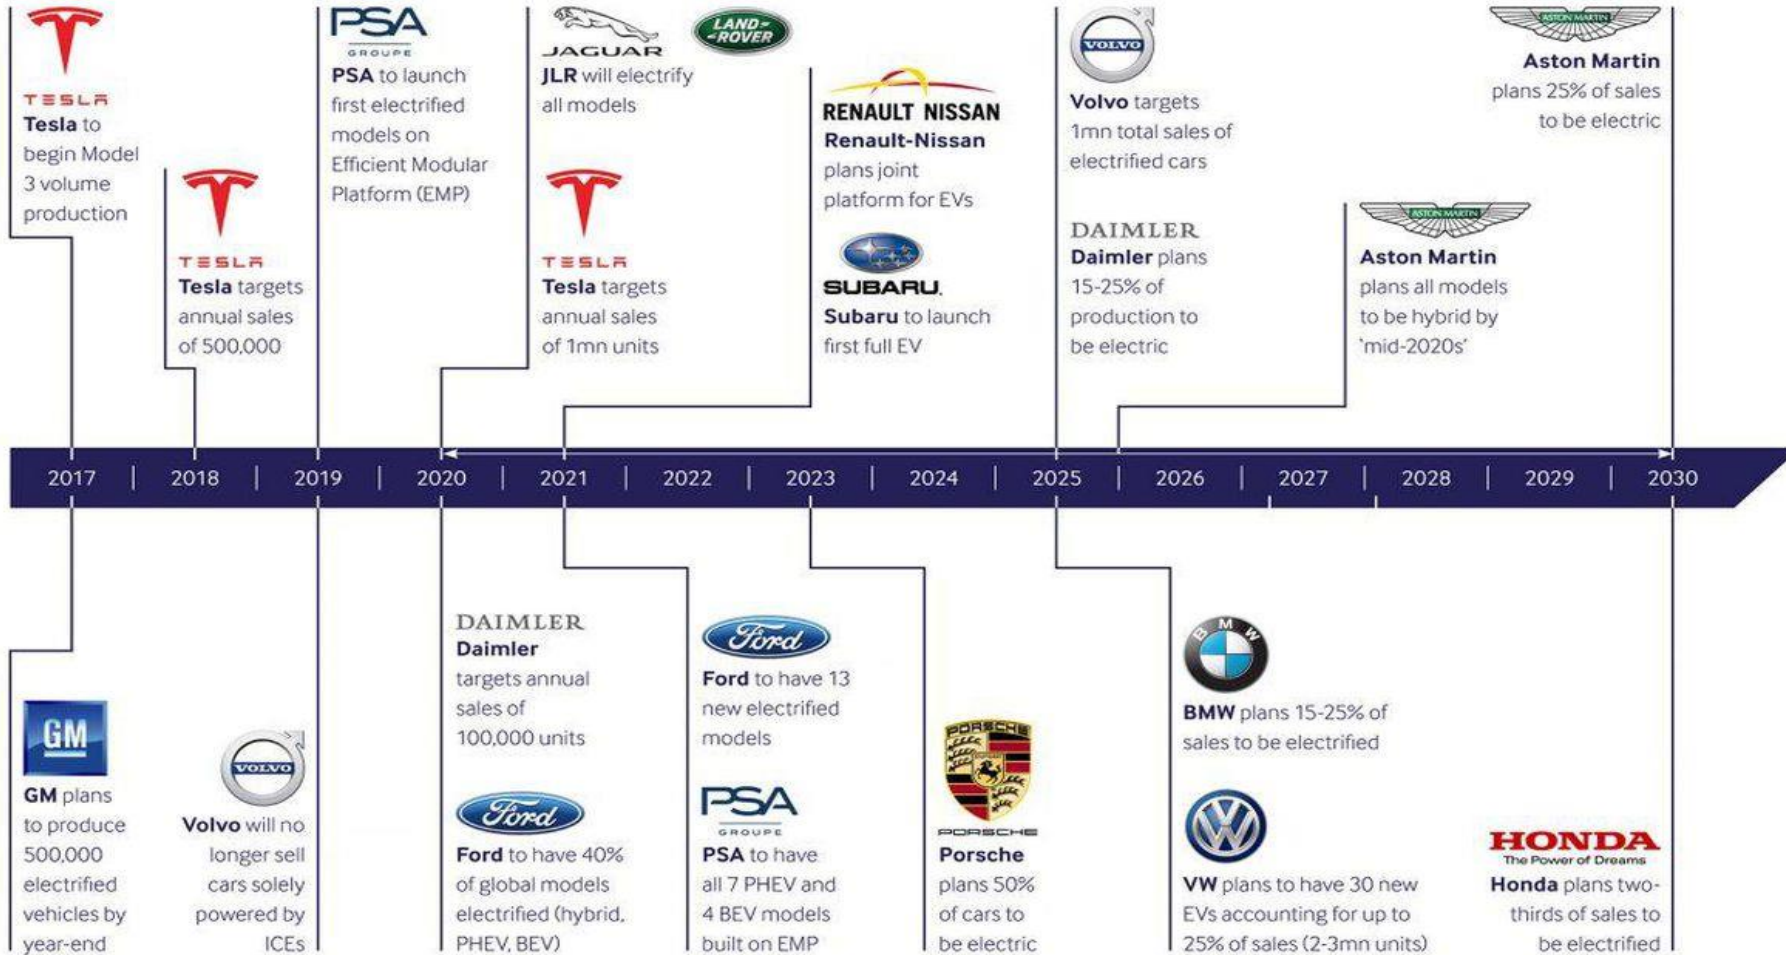 TESLA
Tesla to
begin Model
3 volume
production
TESLA
Tesla targets
annual sales
of 500,000
PSA
GROUPE
PSA to launch
first electrified
models on
Efficient Modular
Platform (EMP)
JAGUAR
LAND-
-ROVER
JLR will electrify
all models
TESLA
Tesla targets
annual sales
of 1mn units
RENAULT NISSAN
Renault-Nissan
plans joint
platform for EVs
SUBARU.
Subaru to launch
first full EV
VOLVO
Volvo targets
1mn total sales of
electrified cars
DAIMLER
Daimler plans
15-25% of
production to
be electric
ASTON MARTIN
Aston Martin
plans all models
to be hybrid by
'mid-2020s'
ASTON MARTIN
Aston Martin
plans 25% of sales
to be electric
2017 2018 2019 2020 2021 2022 2023 2024 2025 2026 2027 2028 2029 2030
GM
GM plans
to produce
500,000
electrified
vehicles by
year-end
VOLVO
Volvo will no
longer sell
cars solely
powered by
ICEs
DAIMLER
Daimler
targets annual
sales of
100,000 units
Ford
Ford to have 40%
of global models
electrified (hybrid,
PHEV, BEV)
Ford
Ford to have 13
new electrified
models
PSA
GROUPE
PSA to have
all 7 PHEV and
4 BEV models
built on EMP
PORSCHE
PORSCHE
Porsche
plans 50%
of cars to
be electric
BMW
BMW plans 15-25% of
sales to be electrified
VW plans to have 30 new
EVs accounting for up to
25% of sales (2-3mn units)
HONDA
The Power of Dreams
Honda plans two-
thirds of sales to
be electrified